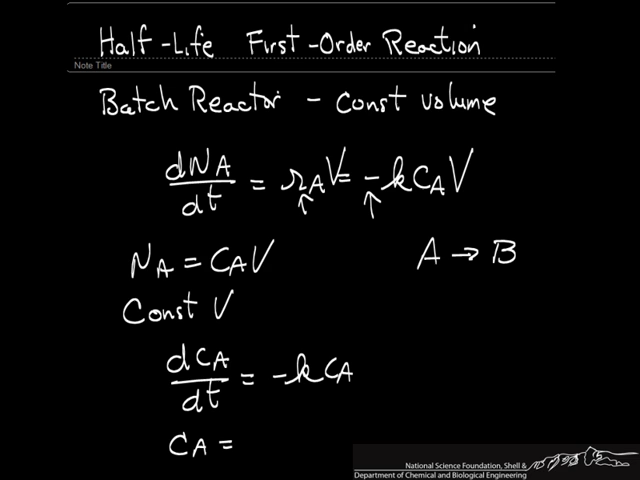 Half-Life First-Order Reaction
Note Title
Batch Reactor - const volume
dNA/dt = rAV = -kCAV
NA = CAV A → B
Const V
dCA/dt = -kCA
CA =
National Science Foundation, Shell &
Department of Chemical and Biological Engineering